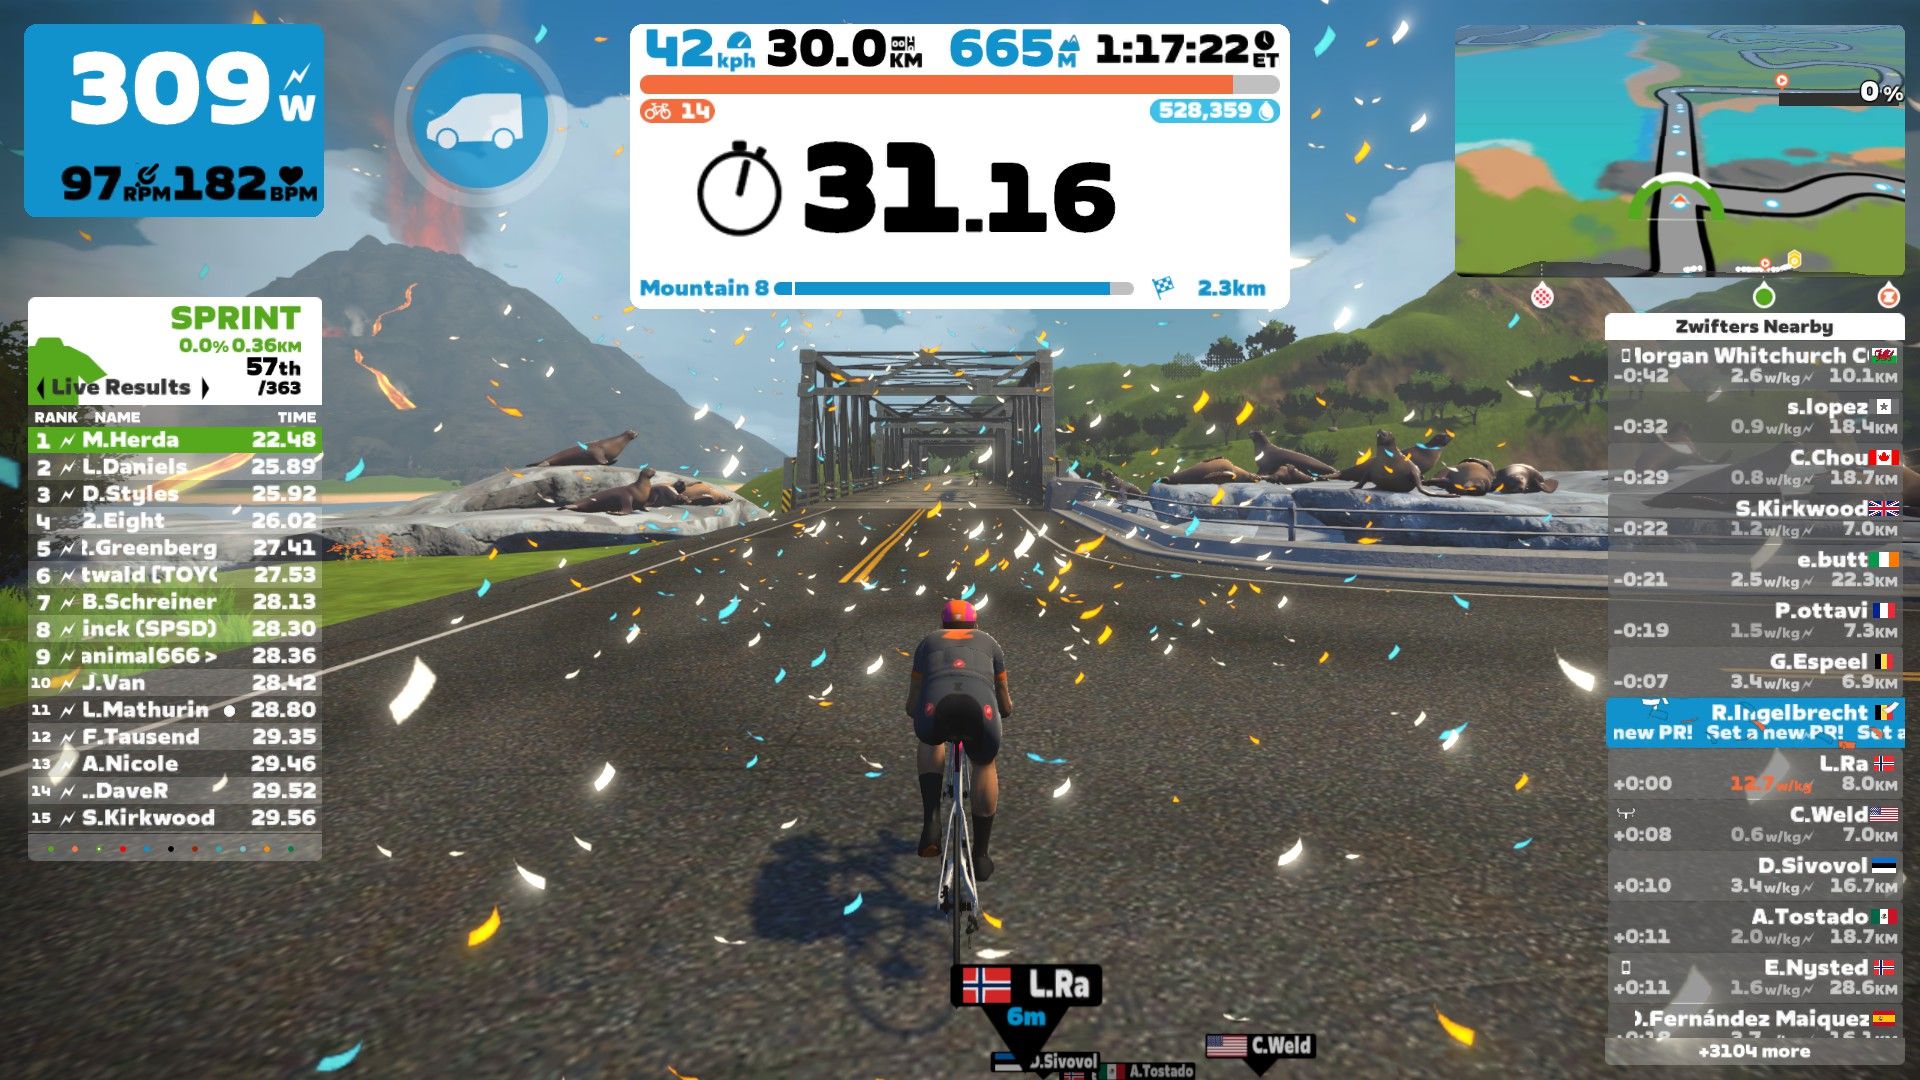 309 W
97 RPM 182 BPM
42 kph 30.0 KM 665 M 1:17:22 ET
14 528,359
31.16
Mountain 8 2.3km
0%
SPRINT
0.0% 0.36KM
57th
/363
Live Results
RANK NAME TIME
1 M.Herda 22.48
2 L.Daniels 25.89
3 D.Styles 25.92
4 2.Eight 26.02
5 .Greenberg 27.41
6 twald (TOYC 27.53
7 B.Schreiner 28.13
8 inck (SPSD) 28.30
9 animal666 > 28.36
10 J.Van 28.42
11 L.Mathurin 28.80
12 F.Tausend 29.35
13 A.Nicole 29.46
14 ..DaveR 29.52
15 S.Kirkwood 29.56
Zwifters Nearby
lorgan Whitchurch C
-0:42 2.6w/kg 10.1KM
s.lopez
-0:32 0.9w/kg 18.4KM
C.Chou
-0:29 0.8w/kg 18.7KM
S.Kirkwood
-0:22 1.2w/kg 7.0KM
e.butt
-0:21 2.5w/kg 22.3KM
P.ottavi
-0:19 1.5w/kg 7.3KM
G.Espeel
-0:07 3.4w/kg 6.9KM
R.Ingelbrecht
new PR! Set a new PR! Set a
L.Ra
+0:00 12.7w/kg 8.0KM
C.Weld
+0:08 0.6w/kg 7.0KM
D.Sivovol
+0:10 3.4w/kg 16.7KM
A.Tostado
+0:11 2.0w/kg 18.7KM
E.Nysted
+0:11 1.6w/kg 28.6KM
.Fernández Maiquez
+3104 more
L.Ra
6m
C.Weld
D.Sivovol
A.Tostado